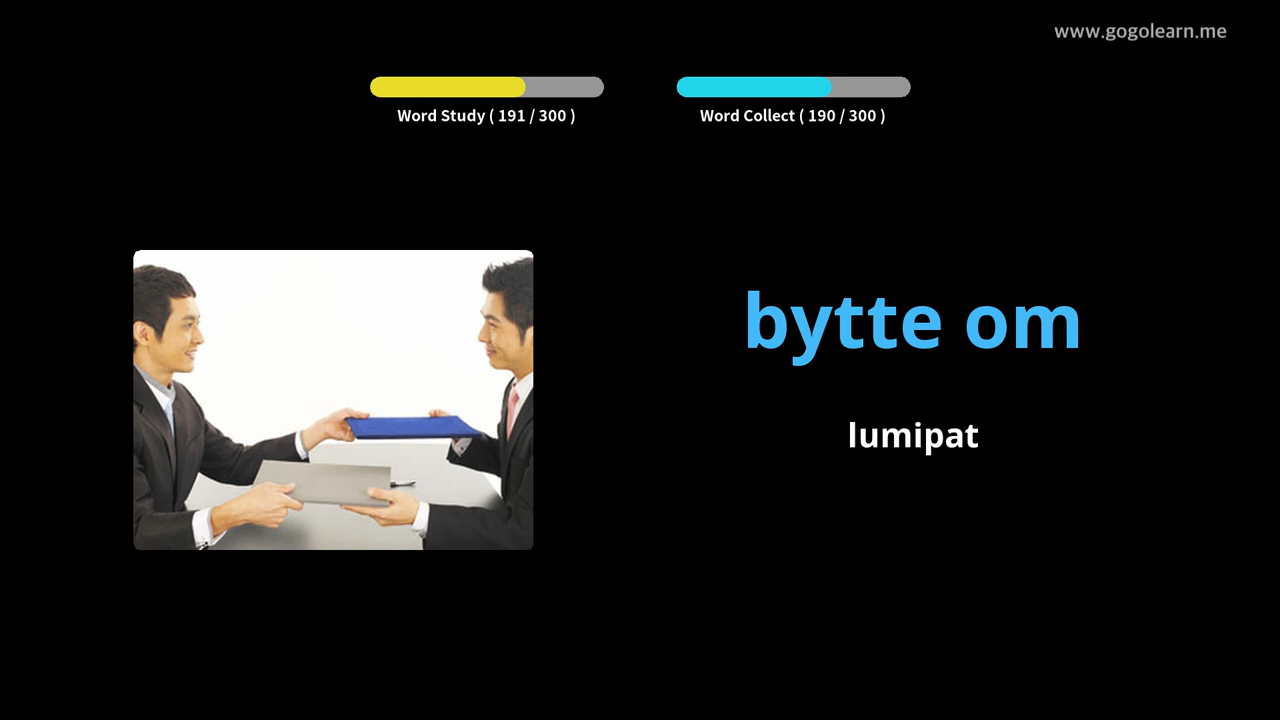 www.gogolearn.me
Word Study ( 191 / 300 )
Word Collect ( 190 / 300 )
bytte om
lumipat